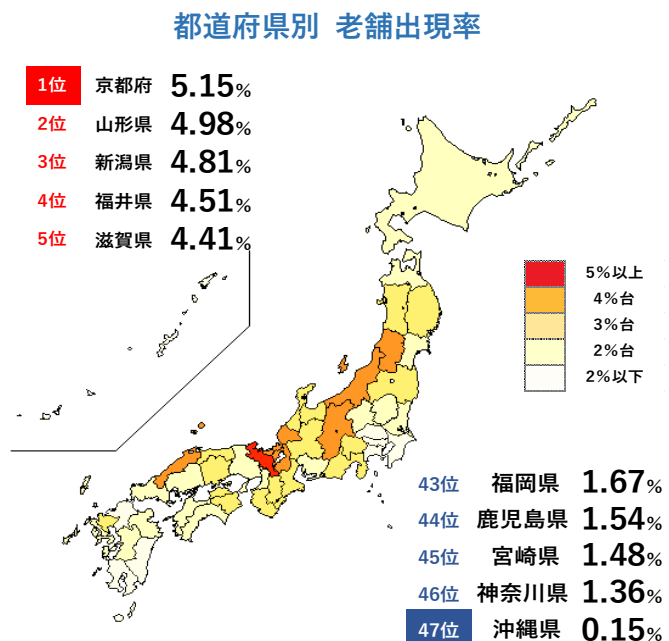 都道府県別 老舗出現率
1位 京都府 5.15%
2位 山形県 4.98%
3位 新潟県 4.81%
4位 福井県 4.51%
5位 滋賀県 4.41%
5%以上
4%台
3%台
2%台
2%以下
43位 福岡県 1.67%
44位 鹿児島県 1.54%
45位 宮崎県 1.48%
46位 神奈川県 1.36%
47位 沖縄県 0.15%